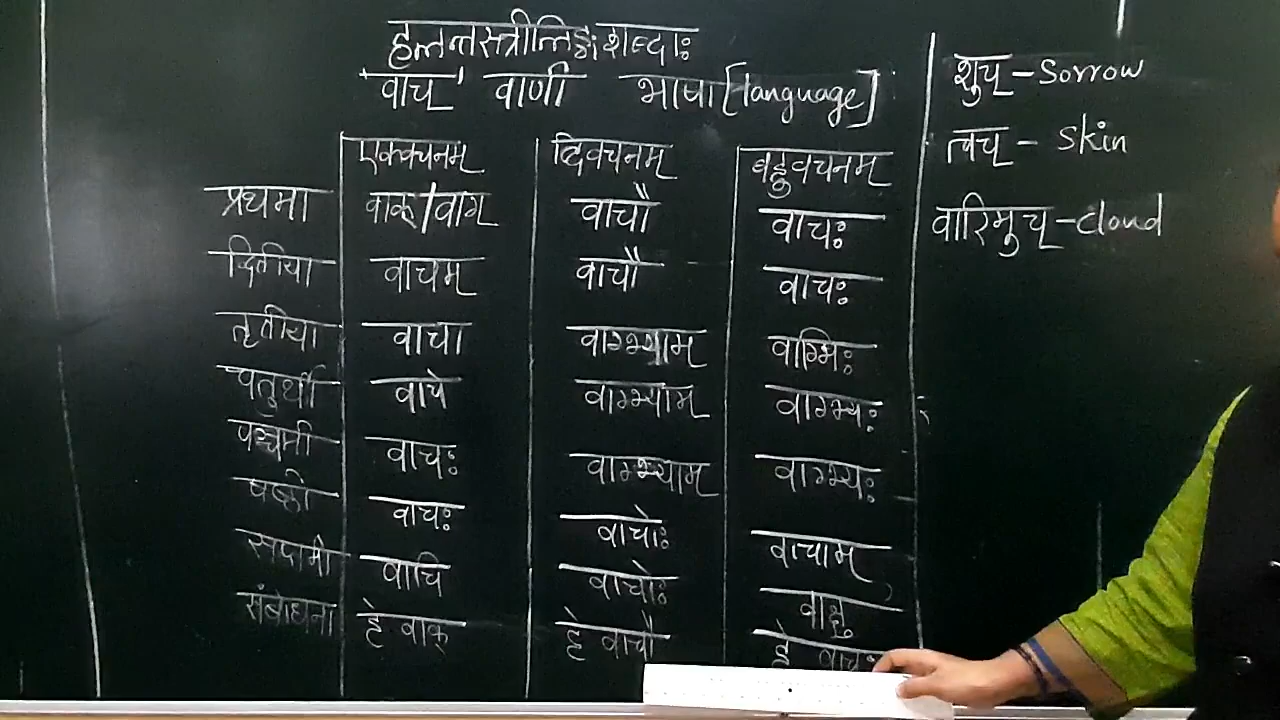 हलन्तस्त्रीलिङ्गः शब्दाः
'वाच्' वाणी भाषा [language]
एकवचनम् द्विवचनम् बहुवचनम्
प्रथमा वाक्/वाग् वाचौ वाचः
द्वितीया वाचम् वाचौ वाचः
तृतीया वाचा वाग्भ्याम् वाग्भिः
चतुर्थी वाचे वाग्भ्याम् वाग्भ्यः
पञ्चमी वाचः वाग्भ्याम् वाग्भ्यः
षष्ठी वाचः वाचोः वाचाम्
सप्तमी वाचि वाचोः वाक्षु
संबोधना हे वाक् हे वाचौ हे वाचः
शुच् - Sorrow
त्वच् - Skin
वारिमुच् - Cloud